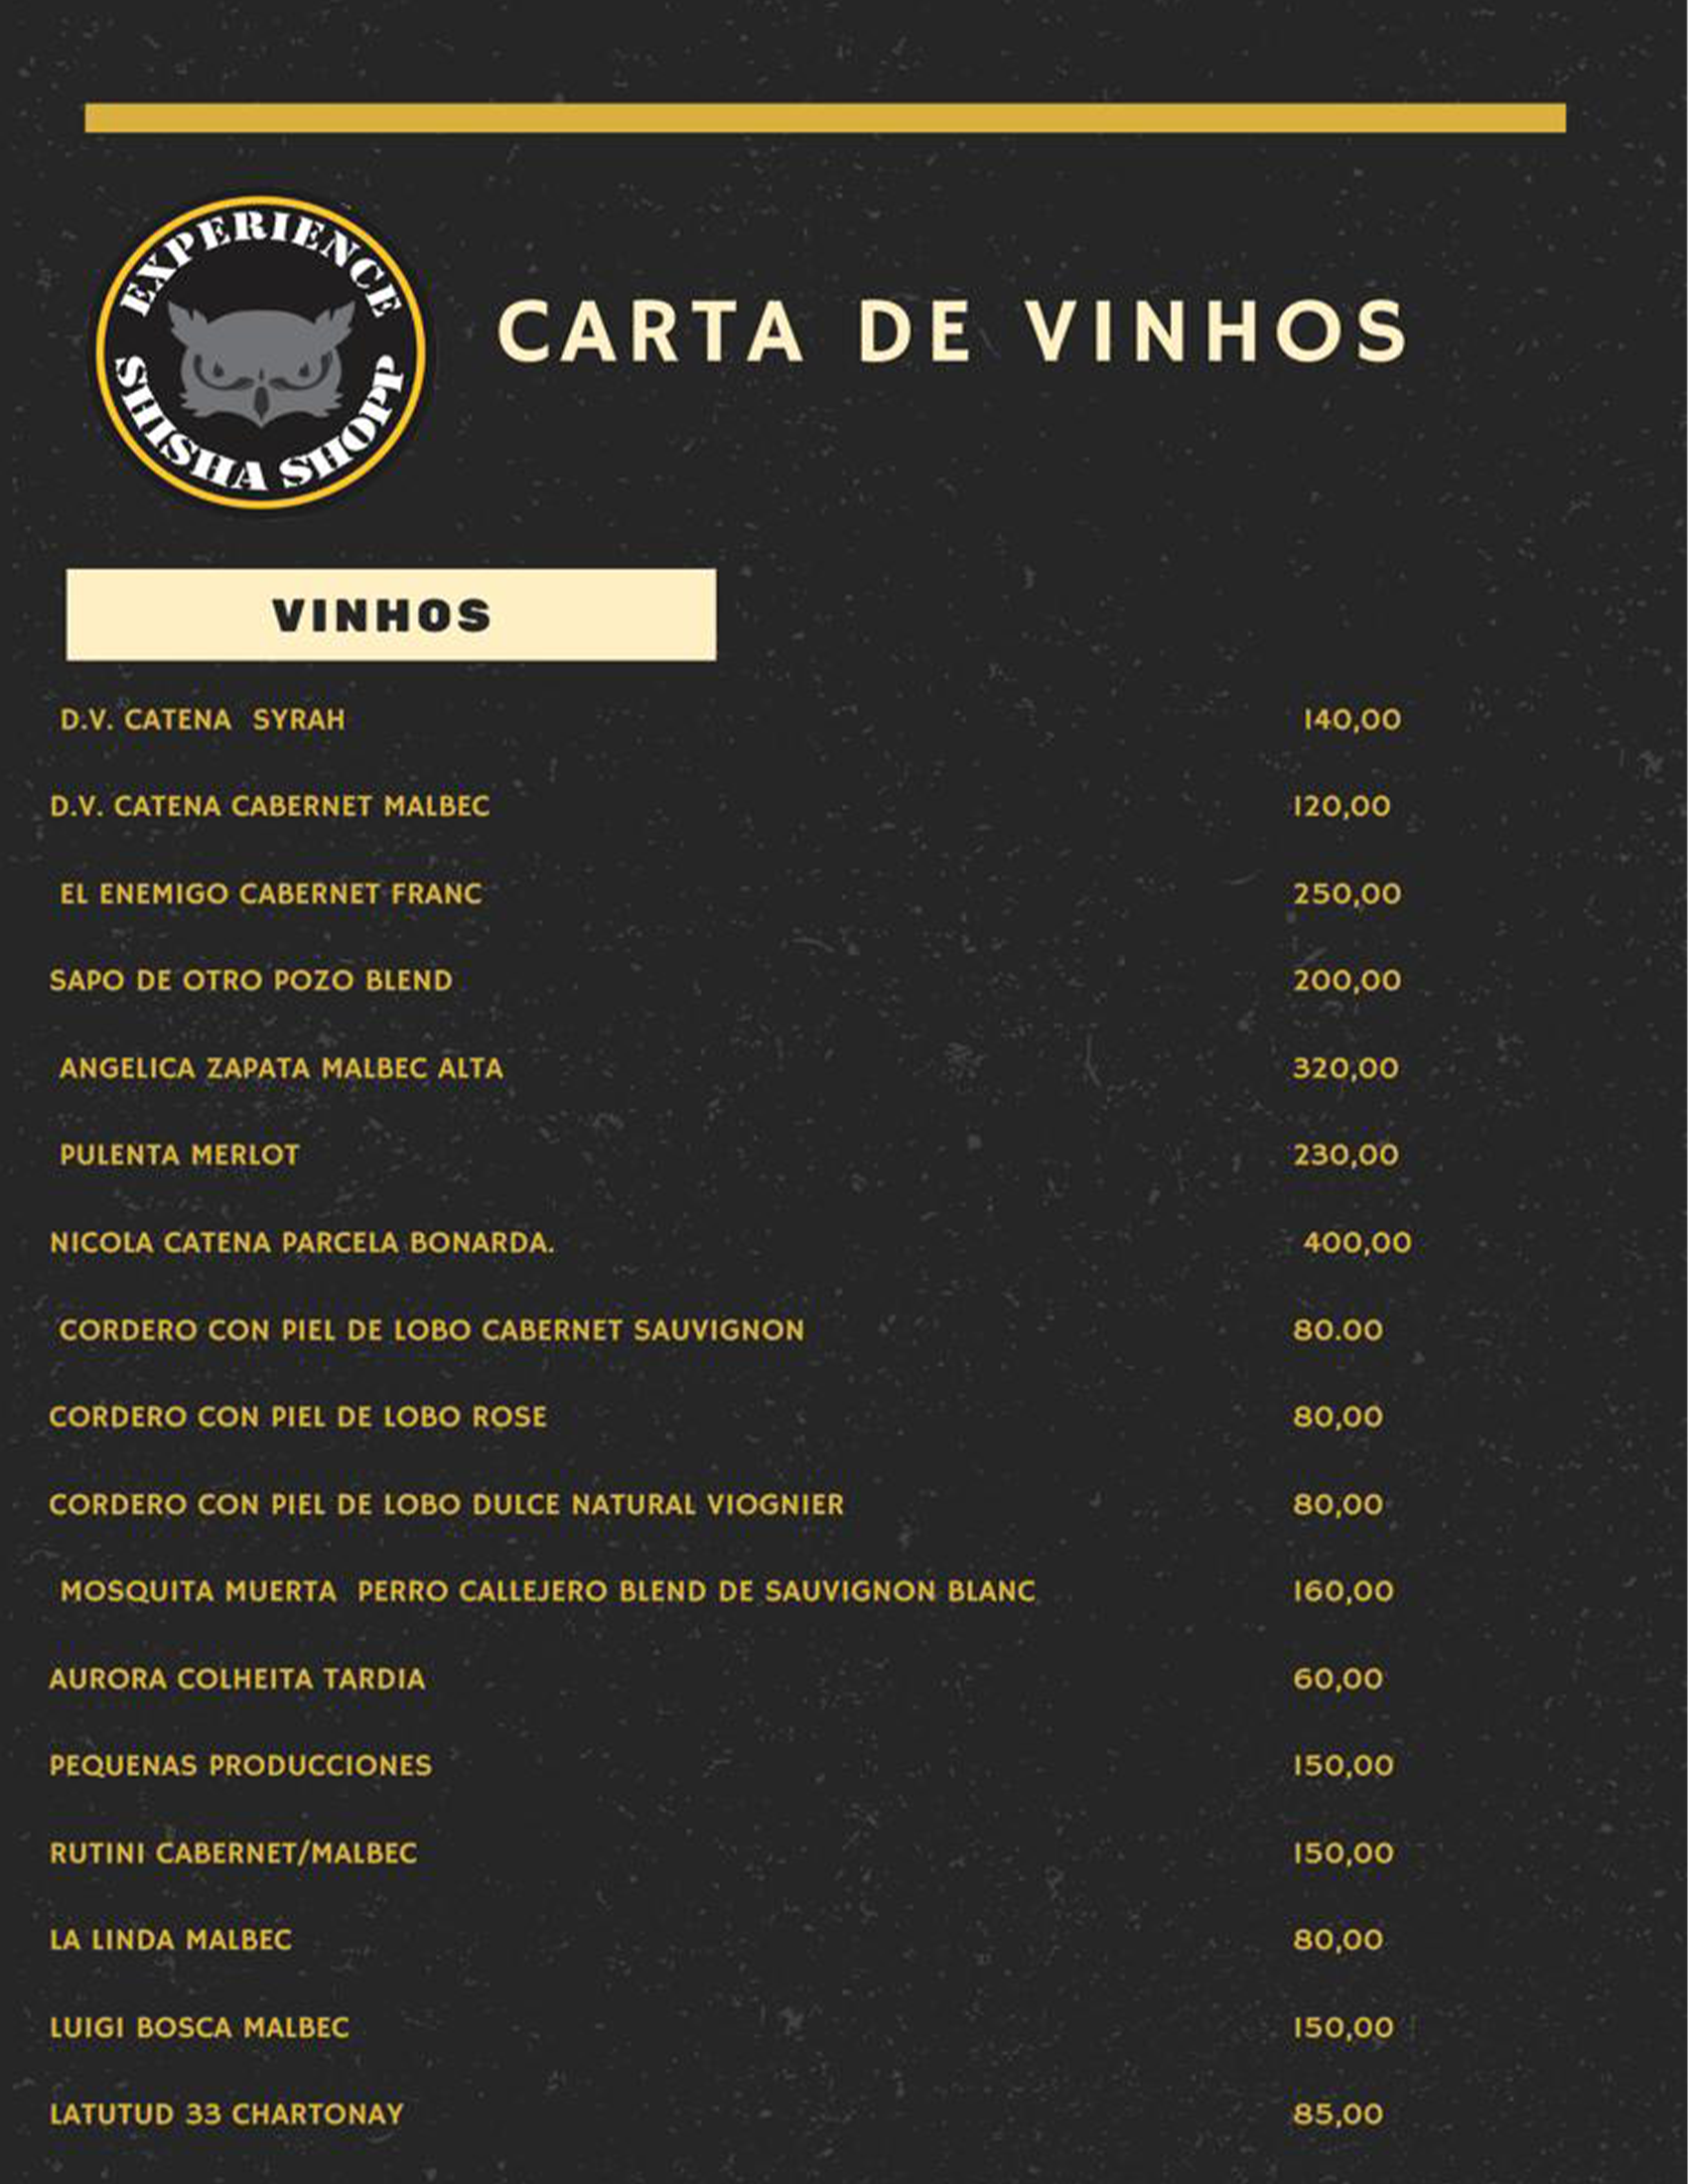 EXPERIENCE
SHISHA SHOPP
CARTA DE VINHOS
VINHOS
D.V. CATENA SYRAH 140,00
D.V. CATENA CABERNET MALBEC 120,00
EL ENEMIGO CABERNET FRANC 250,00
SAPO DE OTRO POZO BLEND 200,00
ANGELICA ZAPATA MALBEC ALTA 320,00
PULENTA MERLOT 230,00
NICOLA CATENA PARCELA BONARDA. 400,00
CORDERO CON PIEL DE LOBO CABERNET SAUVIGNON 80.00
CORDERO CON PIEL DE LOBO ROSE 80,00
CORDERO CON PIEL DE LOBO DULCE NATURAL VIOGNIER 80,00
MOSQUITA MUERTA PERRO CALLEJERO BLEND DE SAUVIGNON BLANC 160,00
AURORA COLHEITA TARDIA 60,00
PEQUENAS PRODUCCIONES 150,00
RUTINI CABERNET/MALBEC 150,00
LA LINDA MALBEC 80,00
LUIGI BOSCA MALBEC 150,00
LATUTUD 33 CHARTONAY 85,00